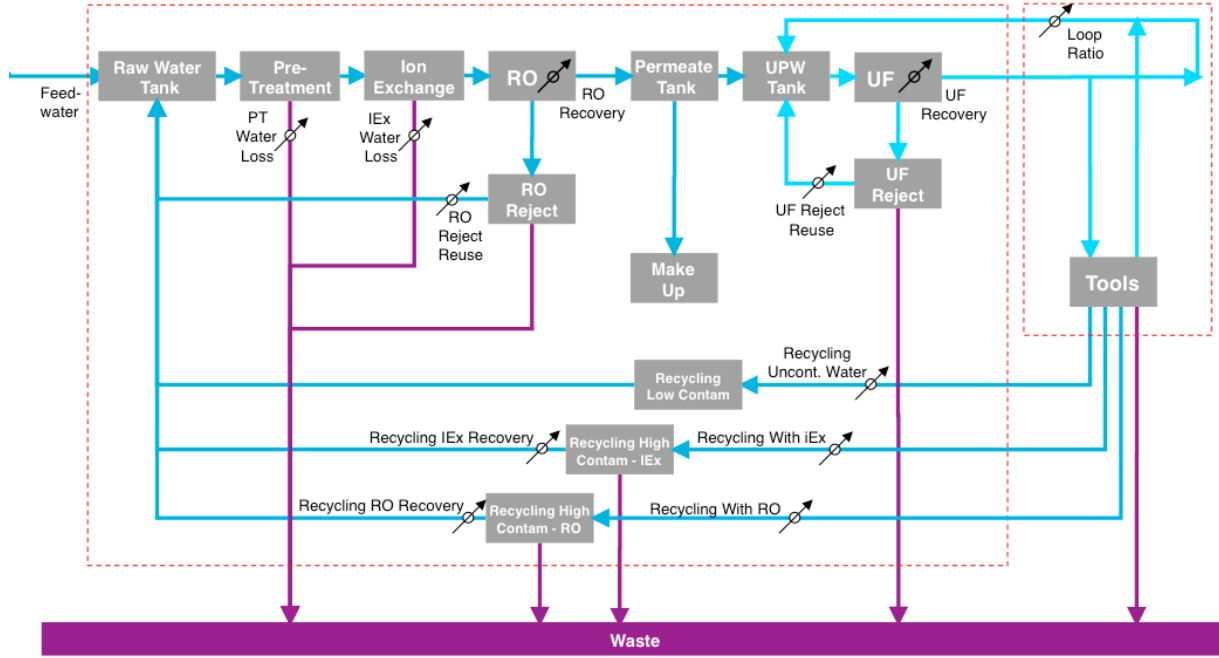 Loop
Ratio
Raw Water
Tank
Pre-
Treatment
Ion
Exchange
RO
Permeate
Tank
UPW
Tank
UF
Feed-
water
RO
Recovery
UF
Recovery
PT
Water
Loss
IEx
Water
Loss
RO
Reject
UF
Reject
RO
Reject
Reuse
UF Reject
Reuse
Make
Up
Tools
Recycling
Uncont. Water
Recycling
Low Contam
Recycling IEx Recovery
Recycling High
Contam - IEx
Recycling With iEx
Recycling RO Recovery
Recycling High
Contam - RO
Recycling With RO
Waste